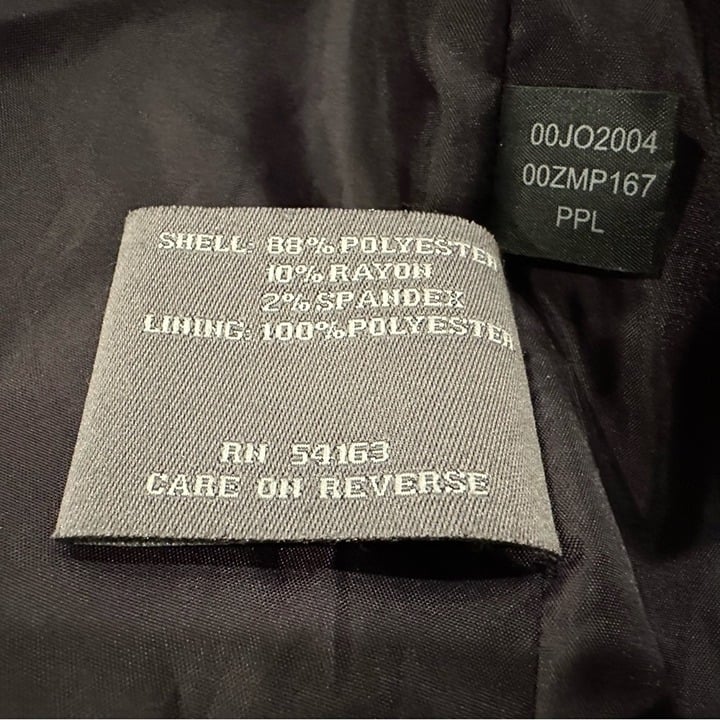 00JO2004
00ZMP167
PPL
SHELL: 88% POLYESTER
10% RAYON
2% SPANDEX
LINING: 100% POLYESTER
RN 54163
CARE ON REVERSE